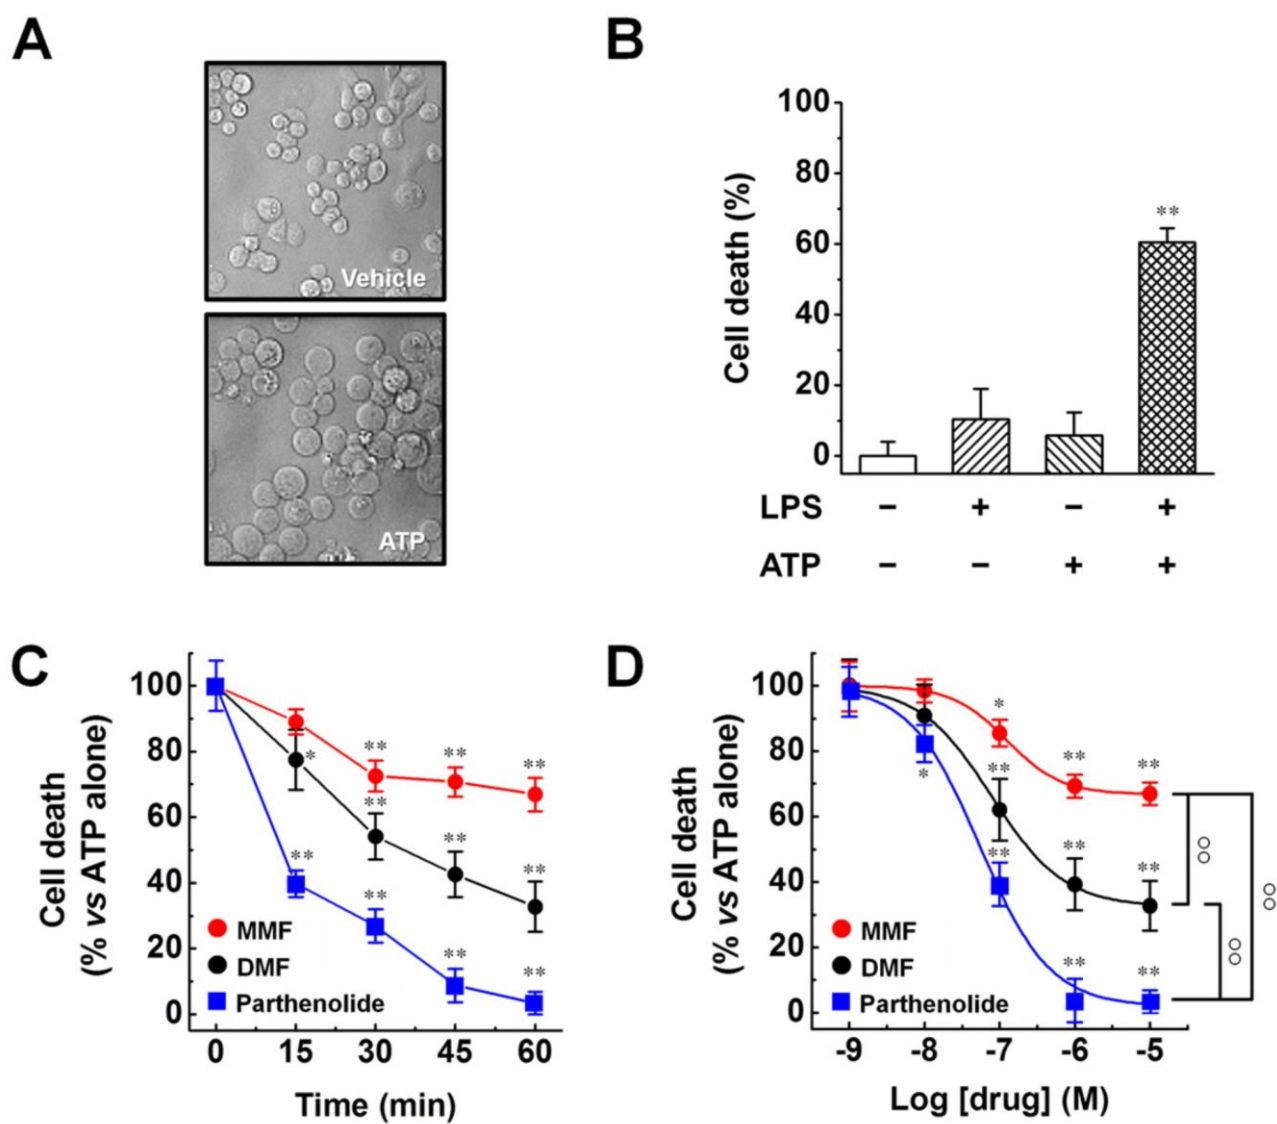 A
Vehicle
ATP
B
Cell death (%)
100
80
60
40
20
0
**
LPS - + - +
ATP - - + +
C
Cell death
(% vs ATP alone)
100
80
60
40
20
0
*
**
**
**
**
**
**
**
**
**
**
MMF
DMF
Parthenolide
0 15 30 45 60
Time (min)
D
Cell death
(% vs ATP alone)
100
80
60
40
20
0
*
*
**
**
**
**
**
**
**
**
○○
○○
○○
MMF
DMF
Parthenolide
-9 -8 -7 -6 -5
Log [drug] (M)